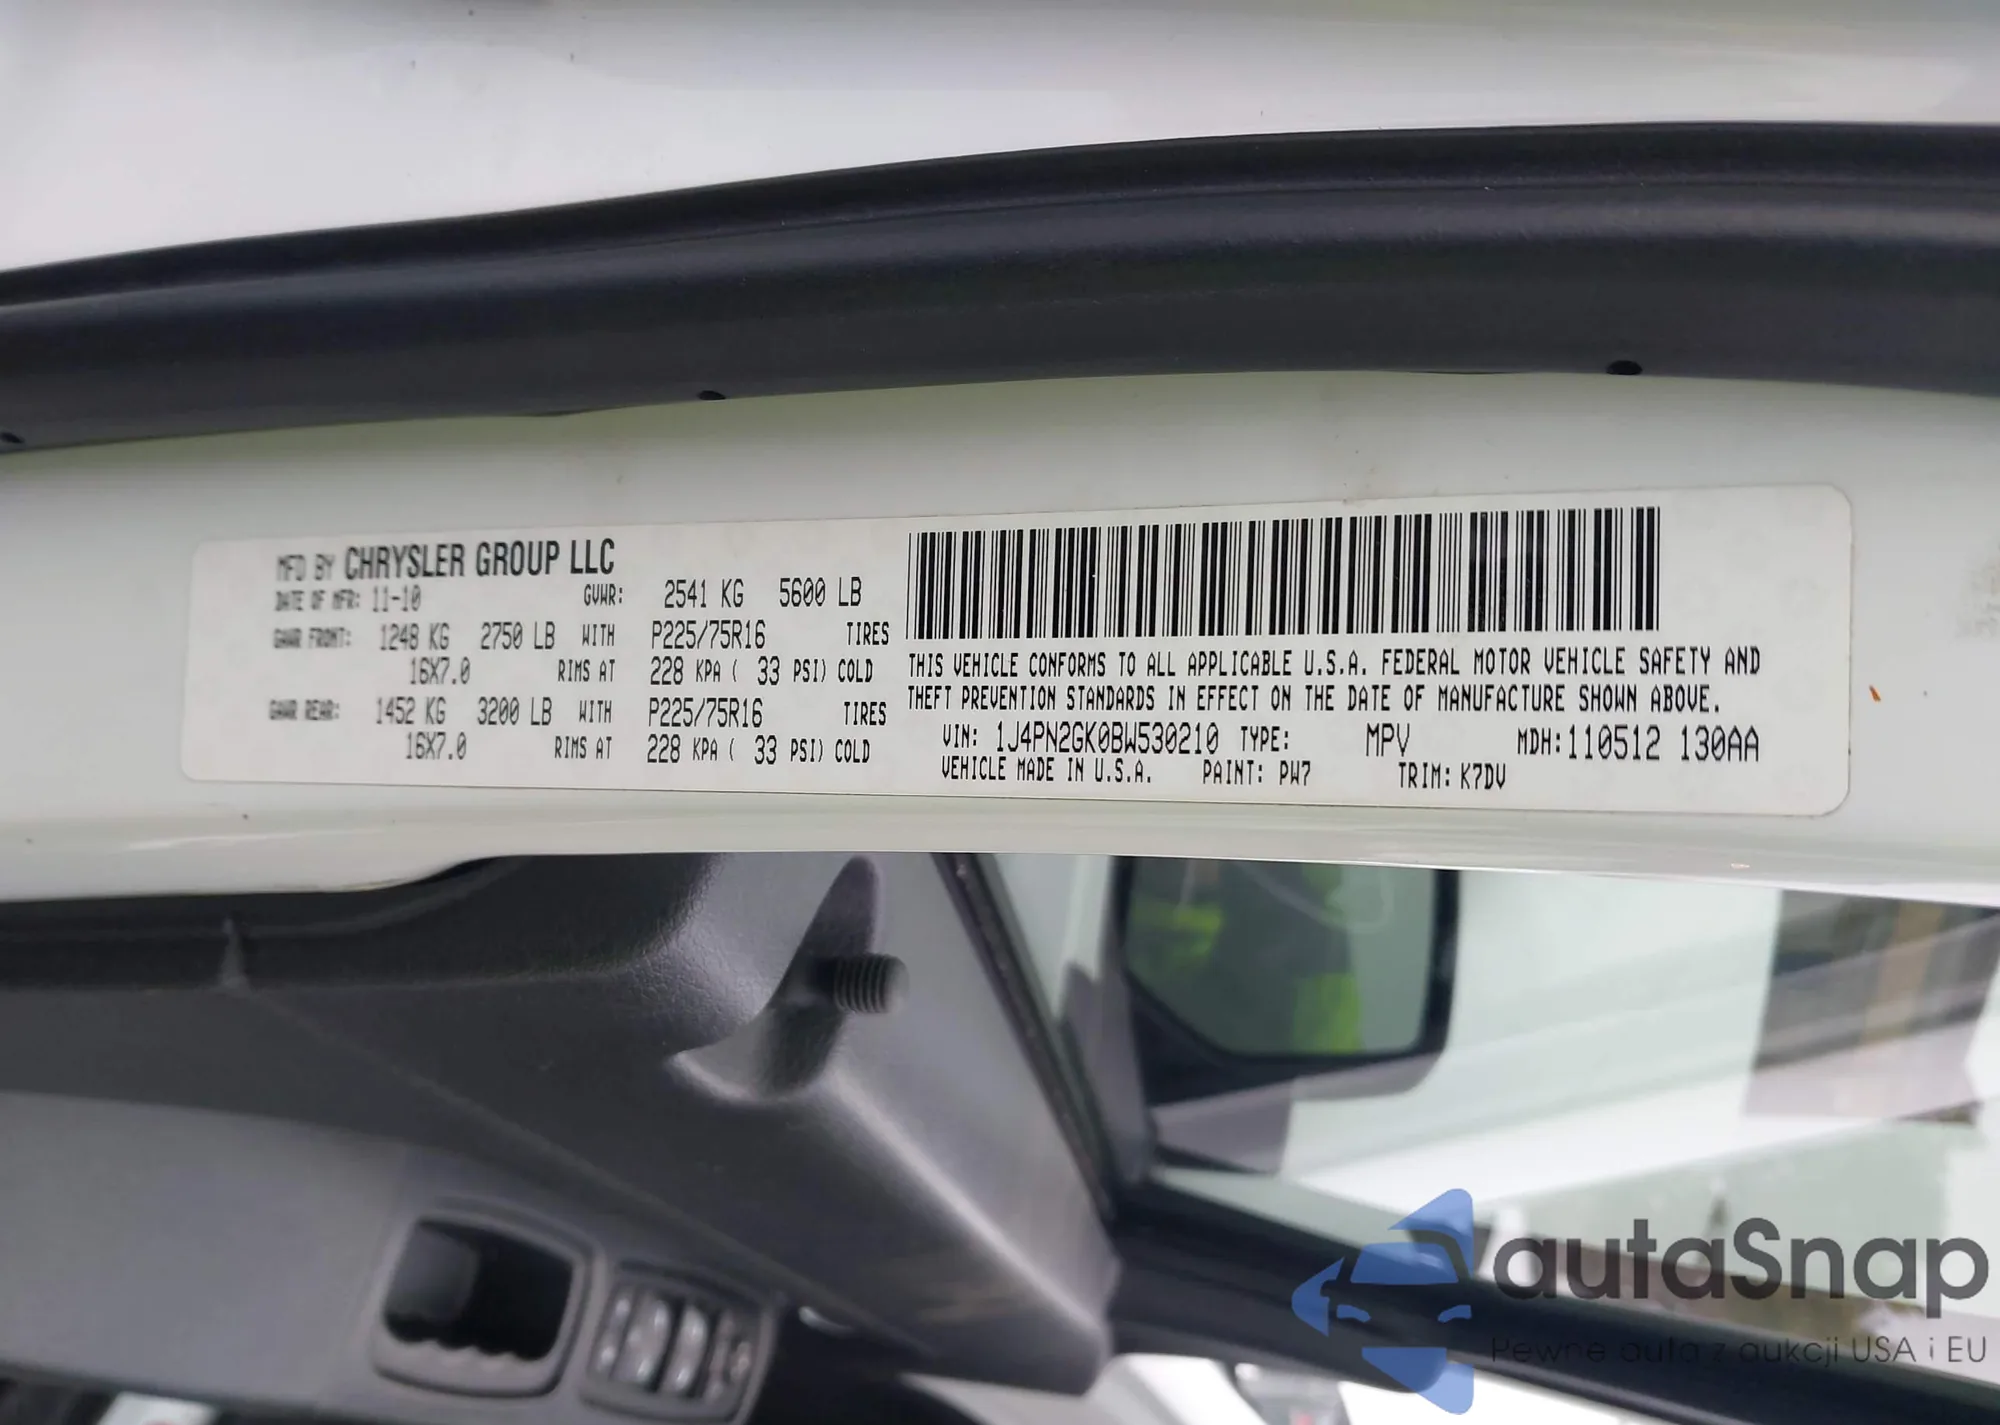 MFD BY CHRYSLER GROUP LLC
DATE OF MFR: 11-10 GVWR: 2541 KG 5600 LB
GAWR FRONT: 1248 KG 2750 LB WITH P225/75R16 TIRES
16X7.0 RIMS AT 228 KPA ( 33 PSI) COLD
GAWR REAR: 1452 KG 3200 LB WITH P225/75R16 TIRES
16X7.0 RIMS AT 228 KPA ( 33 PSI) COLD
THIS VEHICLE CONFORMS TO ALL APPLICABLE U.S.A. FEDERAL MOTOR VEHICLE SAFETY AND
THEFT PREVENTION STANDARDS IN EFFECT ON THE DATE OF MANUFACTURE SHOWN ABOVE.
VIN: 1J4PN2GK0BW530210 TYPE: MPV MDH: 110512 130AA
VEHICLE MADE IN U.S.A. PAINT: PW7 TRIM: K7DV
autaSnap
Pewne auta z aukcji USA i EU